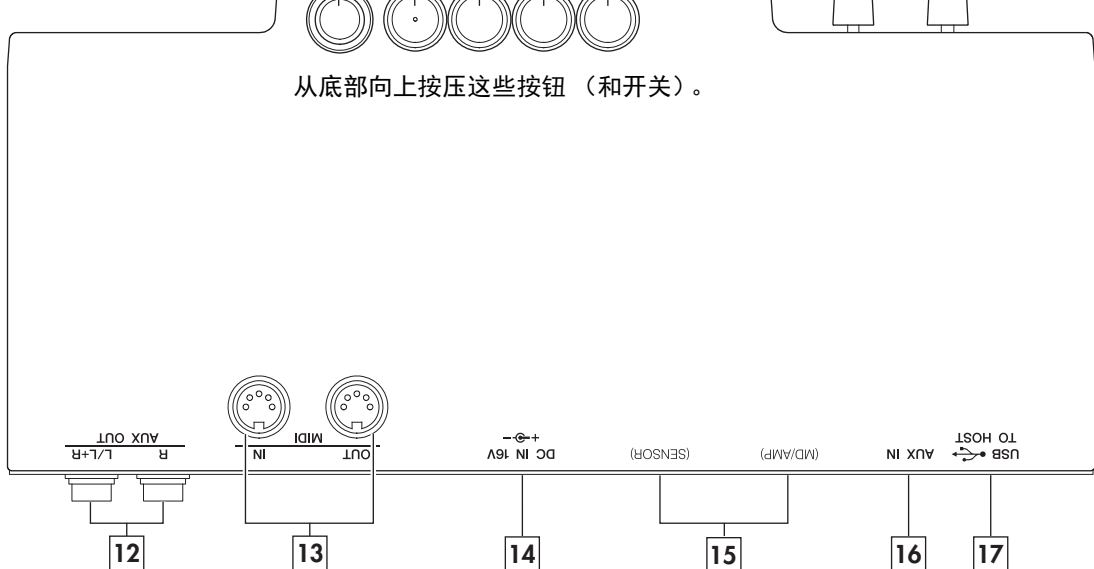 从底部向上按压这些按钮 （和开关）。
AUX OUT
L/L+R
R
MIDI
IN
OUT
DC IN 16V
(SENSOR)
(MD/AMP)
AUX IN
USB
TO HOST
12
13
14
15
16
17